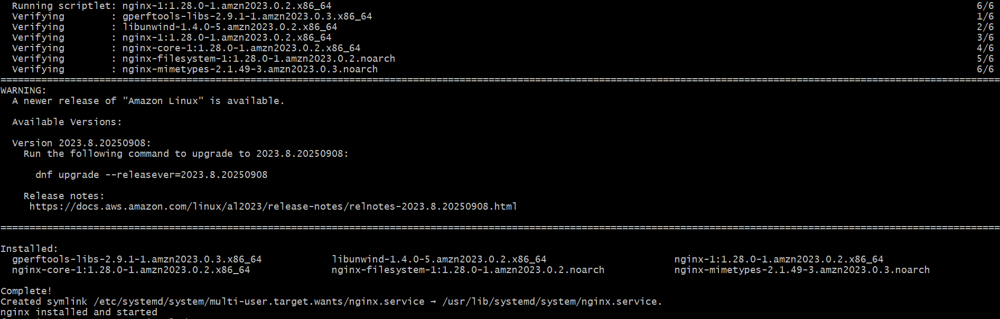 Running scriptlet: nginx-1:1.28.0-1.amzn2023.0.2.x86_64 6/6
Verifying : gperftools-libs-2.9.1-1.amzn2023.0.3.x86_64 1/6
Verifying : libunwind-1.4.0-5.amzn2023.0.2.x86_64 2/6
Verifying : nginx-1:1.28.0-1.amzn2023.0.2.x86_64 3/6
Verifying : nginx-core-1:1.28.0-1.amzn2023.0.2.x86_64 4/6
Verifying : nginx-filesystem-1:1.28.0-1.amzn2023.0.2.noarch 5/6
Verifying : nginx-mimetypes-2.1.49-3.amzn2023.0.3.noarch 6/6
================================================================================
WARNING:
A newer release of "Amazon Linux" is available.
Available Versions:
Version 2023.8.20250908:
Run the following command to upgrade to 2023.8.20250908:
dnf upgrade --releasever=2023.8.20250908
Release notes:
https://docs.aws.amazon.com/linux/al2023/release-notes/relnotes-2023.8.20250908.html
================================================================================
Installed:
gperftools-libs-2.9.1-1.amzn2023.0.3.x86_64 libunwind-1.4.0-5.amzn2023.0.2.x86_64 nginx-1:1.28.0-1.amzn2023.0.2.x86_64
nginx-core-1:1.28.0-1.amzn2023.0.2.x86_64 nginx-filesystem-1:1.28.0-1.amzn2023.0.2.noarch nginx-mimetypes-2.1.49-3.amzn2023.0.3.noarch
Complete!
Created symlink /etc/systemd/system/multi-user.target.wants/nginx.service → /usr/lib/systemd/system/nginx.service.
nginx installed and started